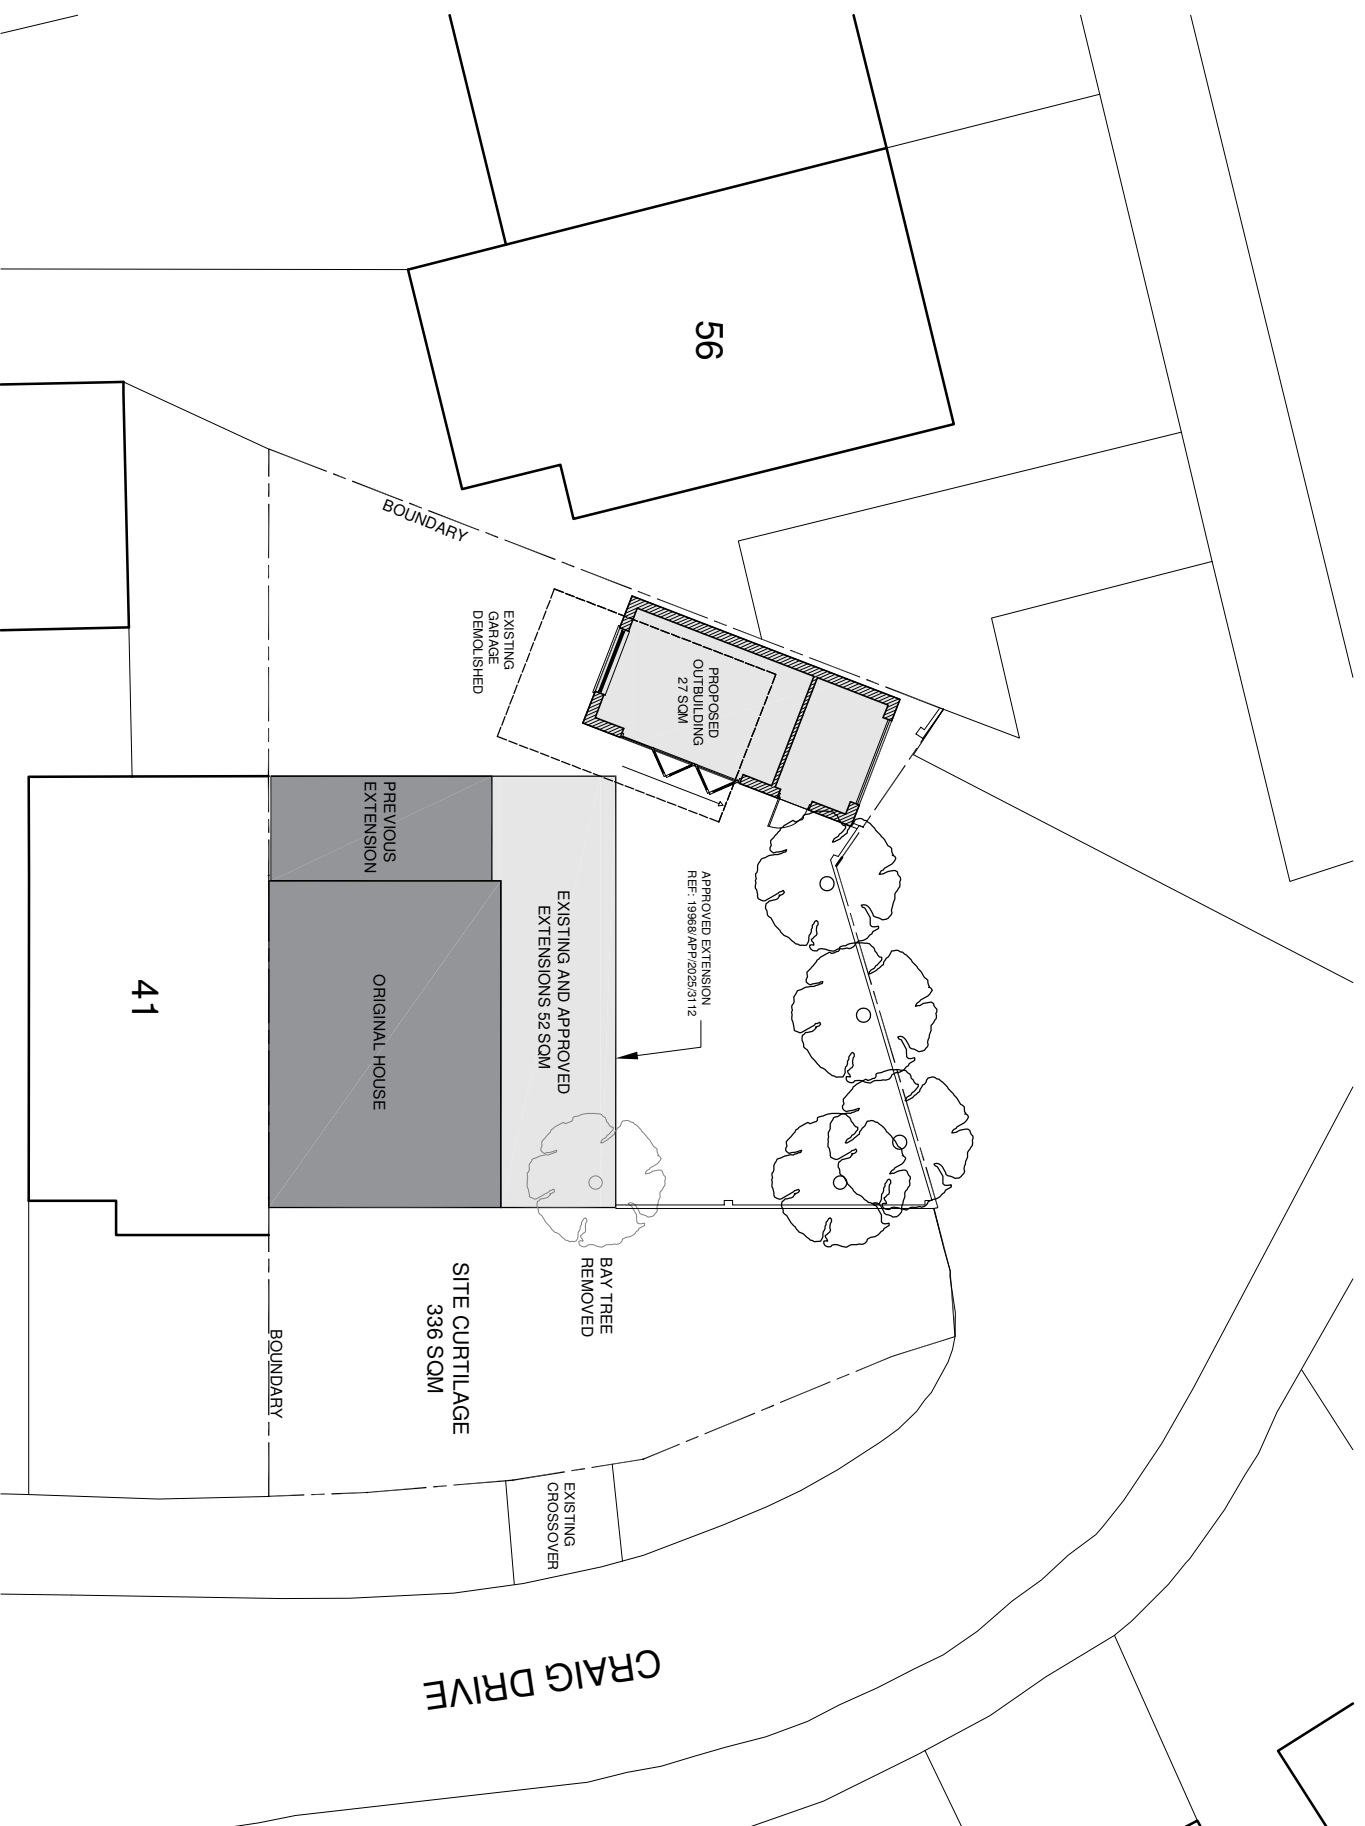 56
BOUNDARY
EXISTING
GARAGE
DEMOLISHED
PROPOSED
OUTBUILDING
27 SQM
PREVIOUS
EXTENSION
APPROVED EXTENSION
REF: 19968/APP/2025/3112
EXISTING AND APPROVED
EXTENSIONS 52 SQM
ORIGINAL HOUSE
41
BAY TREE
REMOVED
SITE CURTILAGE
336 SQM
BOUNDARY
EXISTING
CROSSOVER
CRAIG DRIVE